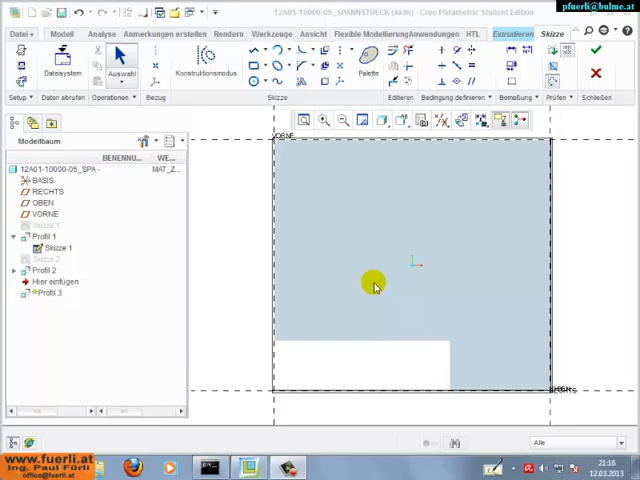 12A01-10000-05_SPANNSTUECK (Aktiv) - Creo Parametric Student Edition
pfuerli@bulme.at
Datei Modell Analyse Anmerkungen erstellen Rendern Werkzeuge Ansicht Flexible Modellierung Anwendungen HTL Extrudieren Skizze
Dateisystem Auswahl Konstruktionsmodus Palette
Setup Daten abrufen Operationen Bezug Skizze Editieren Bedingung definieren Bemaßung Prüfen Schließen
Modellbaum
BENENNU... WE...
12A01-10000-05_SPA - MAT_Z
BASIS
RECHTS
OBEN
VORNE
Skizze 1
Profil 1
Skizze 1
Skizze 2
Profil 2
Hier einfügen
Profil 3
VORNE
Alle
www.fuerli.at
Ing. Paul Fürli
office@fuerli.at
21:16
12.03.2013